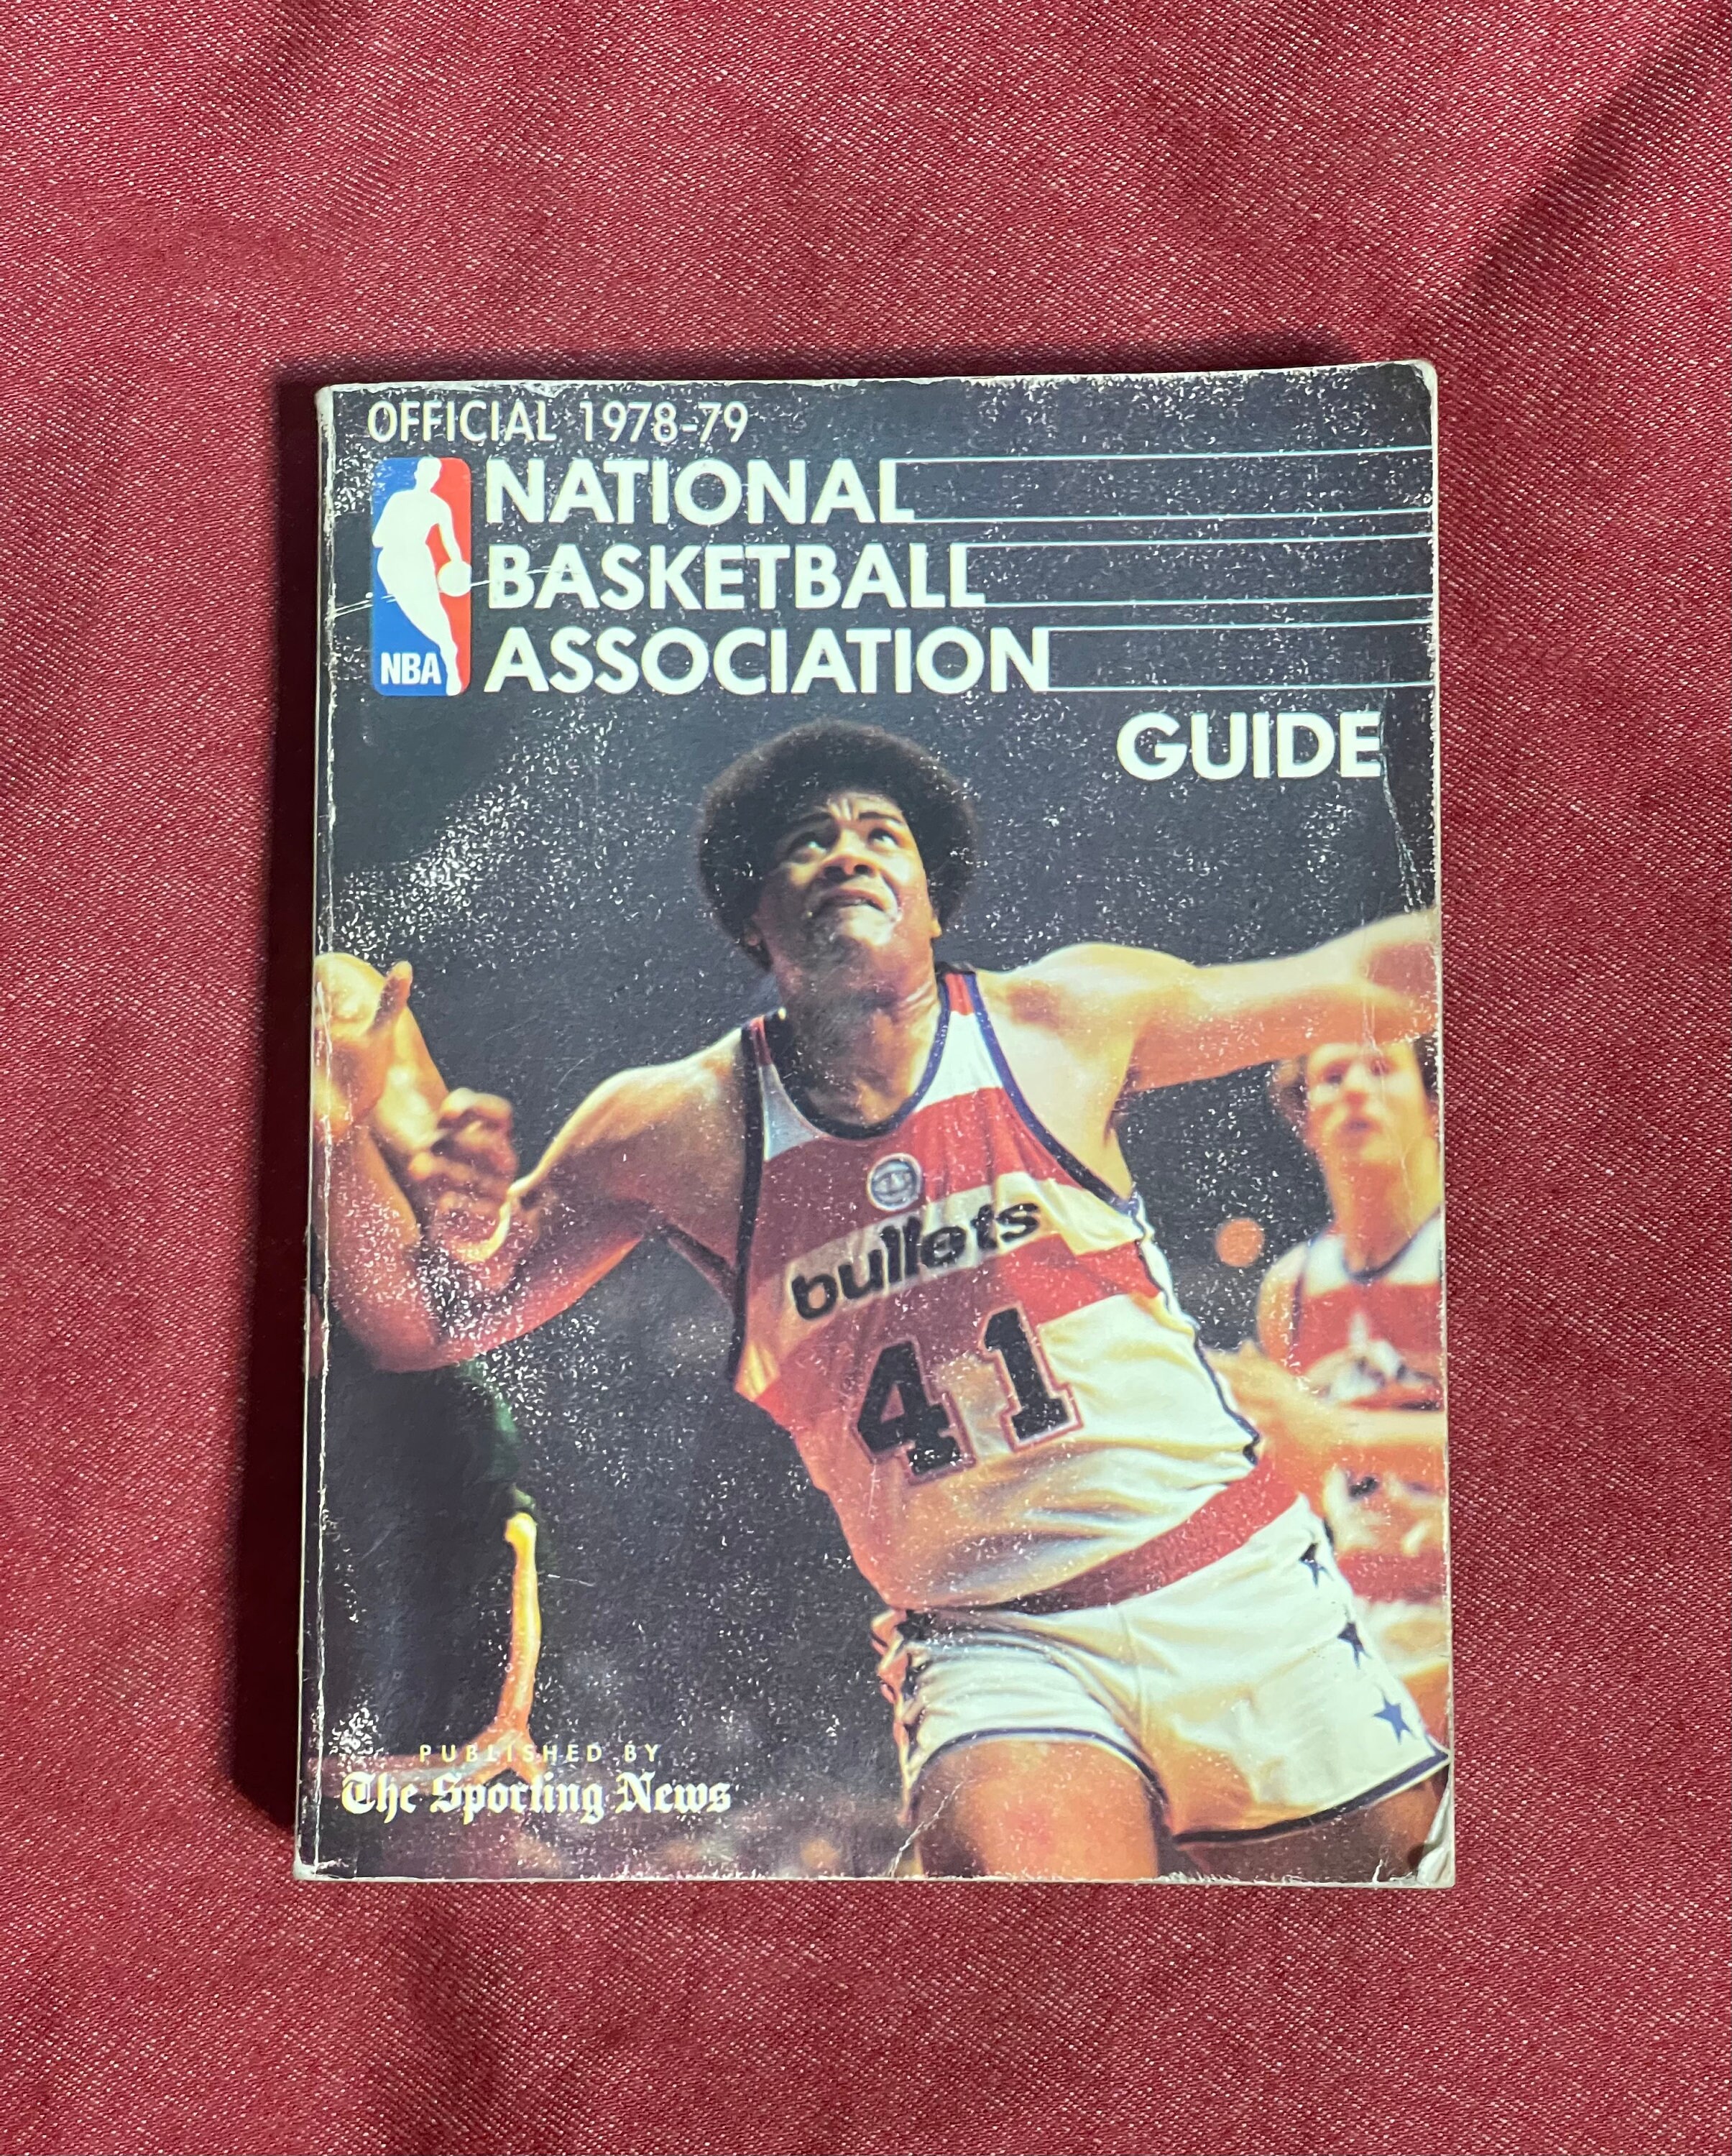 OFFICIAL 1978-79
NBA
NATIONAL
BASKETBALL
ASSOCIATION
GUIDE
bullets
41
PUBLISHED BY
The Sporting News